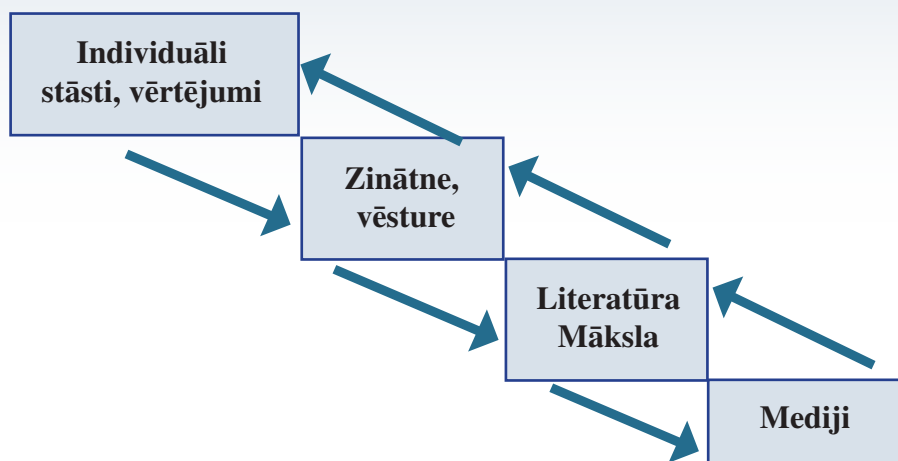 Individuāli
stāsti, vērtējumi
Zinātne,
vēsture
Literatūra
Māksla
Mediji